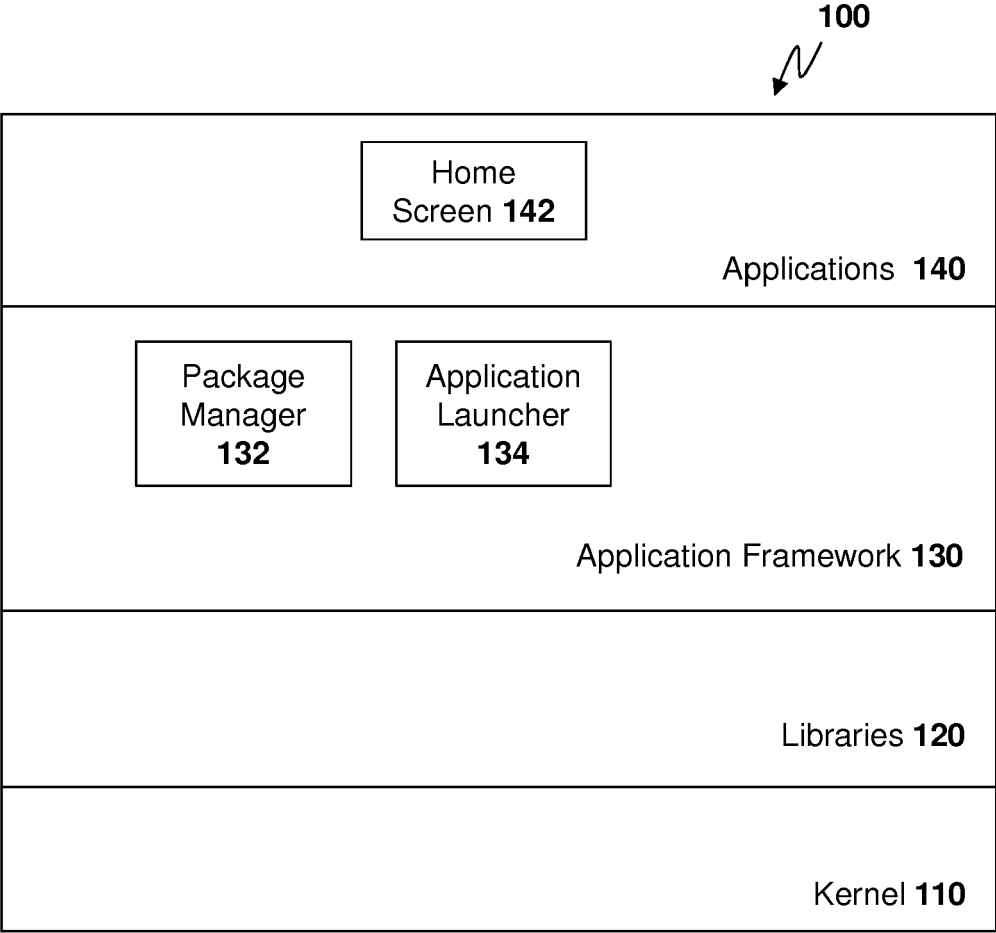 100
Home
Screen 142
Applications 140
Package
Manager
132
Application
Launcher
134
Application Framework 130
Libraries 120
Kernel 110